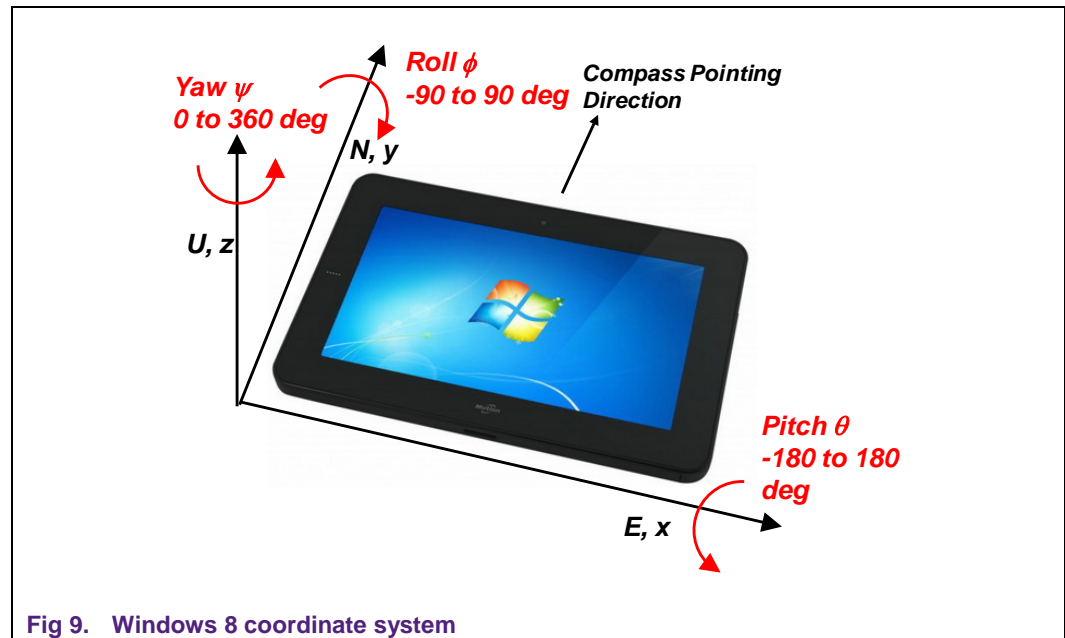 Yaw ψ
0 to 360 deg
Roll ϕ
-90 to 90 deg
Compass Pointing
Direction
N, y
U, z
Motion
Pitch θ
-180 to 180
deg
E, x
Fig 9. Windows 8 coordinate system